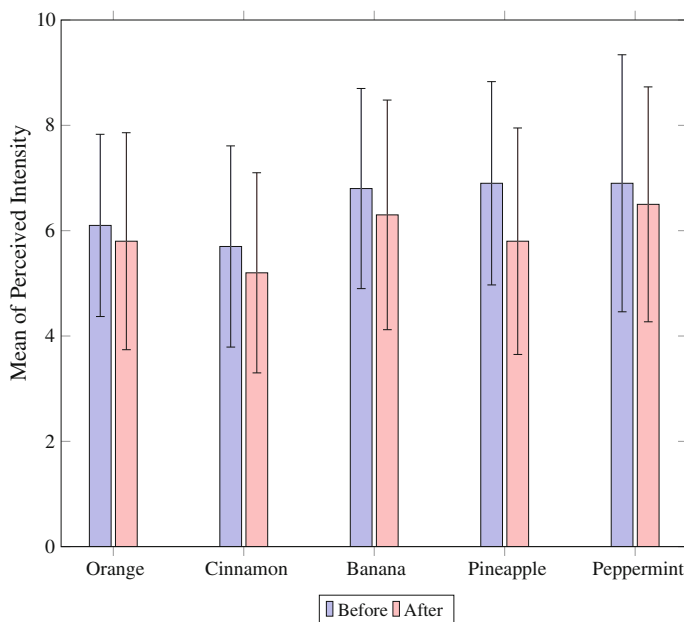 10
8
6
4
2
0
Mean of Perceived Intensity
Orange Cinnamon Banana Pineapple Peppermint
Before After